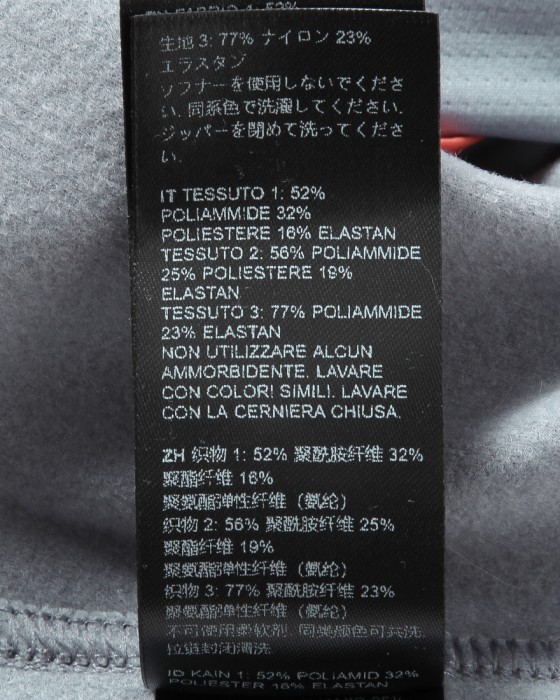 生地 3: 77% ナイロン 23%
エラスタン
ソフナーを使用しないでくださ
い. 同系色で洗濯してください.
ジッパーを閉めて洗ってくださ
い.
IT TESSUTO 1: 52%
POLIAMMIDE 32%
POLIESTERE 16% ELASTAN
TESSUTO 2: 56% POLIAMMIDE
25% POLIESTERE 19%
ELASTAN
TESSUTO 3: 77% POLIAMMIDE
23% ELASTAN
NON UTILIZZARE ALCUN
AMMORBIDENTE. LAVARE
CON COLORI SIMILI. LAVARE
CON LA CERNIERA CHIUSA.
ZH 织物 1: 52% 聚酰胺纤维 32%
聚酯纤维 16%
聚氨酯弹性纤维（氨纶）
织物 2: 56% 聚酰胺纤维 25%
聚酯纤维 19%
聚氨酯弹性纤维（氨纶）
织物 3: 77% 聚酰胺纤维 23%
聚氨酯弹性纤维（氨纶）
不可使用柔软剂. 同类颜色可共洗.
拉链封闭濯洗.
ID KAIN 1: 52% POLIAMID 32%
POLIESTER 16% ELASTAN